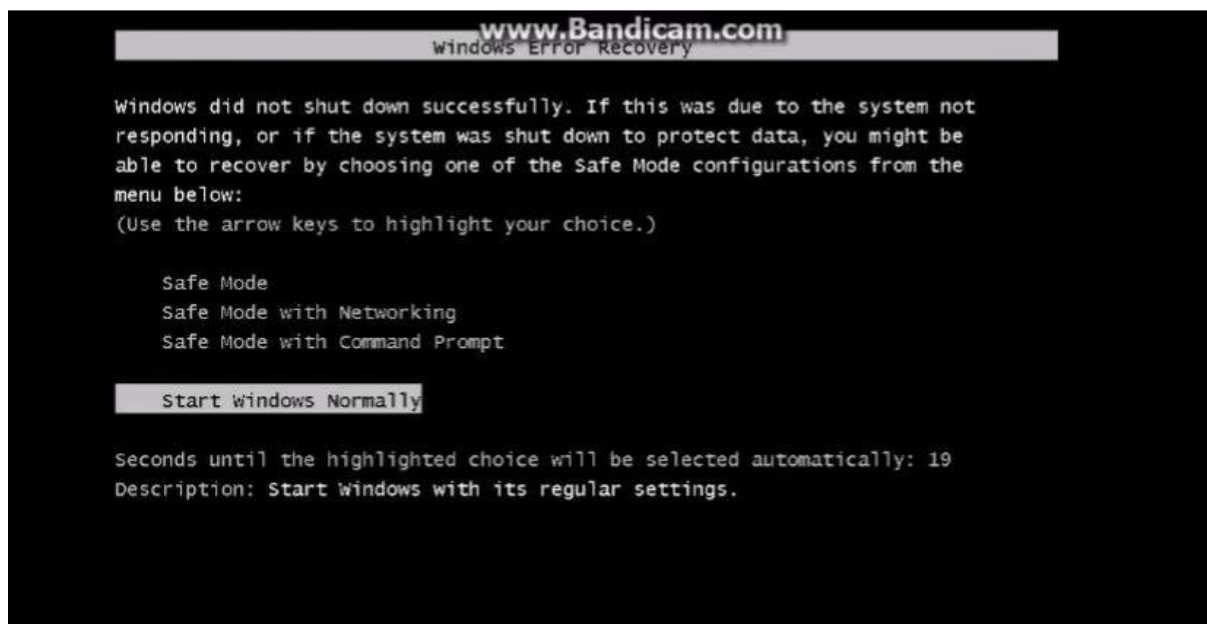 www.Bandicam.com
Windows Error Recovery
Windows did not shut down successfully. If this was due to the system not
responding, or if the system was shut down to protect data, you might be
able to recover by choosing one of the Safe Mode configurations from the
menu below:
(Use the arrow keys to highlight your choice.)
Safe Mode
Safe Mode with Networking
Safe Mode with Command Prompt
Start Windows Normally
Seconds until the highlighted choice will be selected automatically: 19
Description: Start Windows with its regular settings.